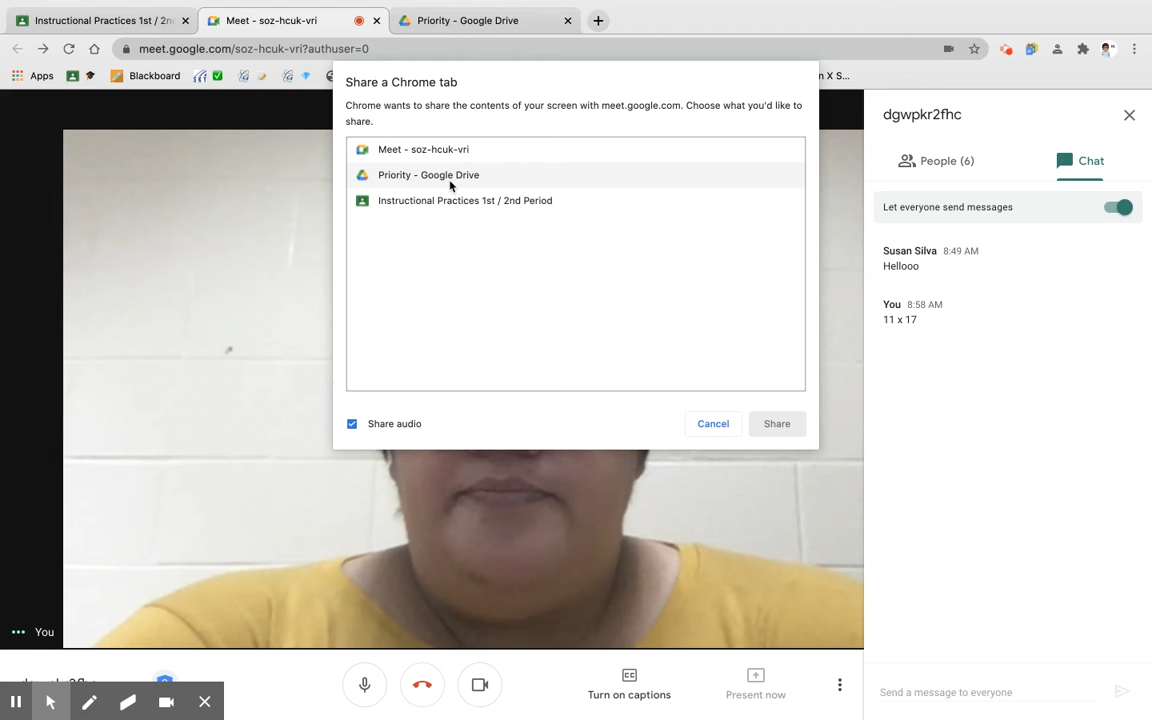 Instructional Practices 1st / 2n
Meet - soz-hcuk-vri
Priority - Google Drive
meet.google.com/soz-hcuk-vri?authuser=0
Apps
Blackboard
n X S...
Share a Chrome tab
Chrome wants to share the contents of your screen with meet.google.com. Choose what you'd like to
share.
Meet - soz-hcuk-vri
Priority - Google Drive
Instructional Practices 1st / 2nd Period
Share audio
Cancel
Share
dgwpkr2fhc
People (6)
Chat
Let everyone send messages
Susan Silva 8:49 AM
Hellooo
You 8:58 AM
11 x 17
You
Turn on captions
Present now
Send a message to everyone